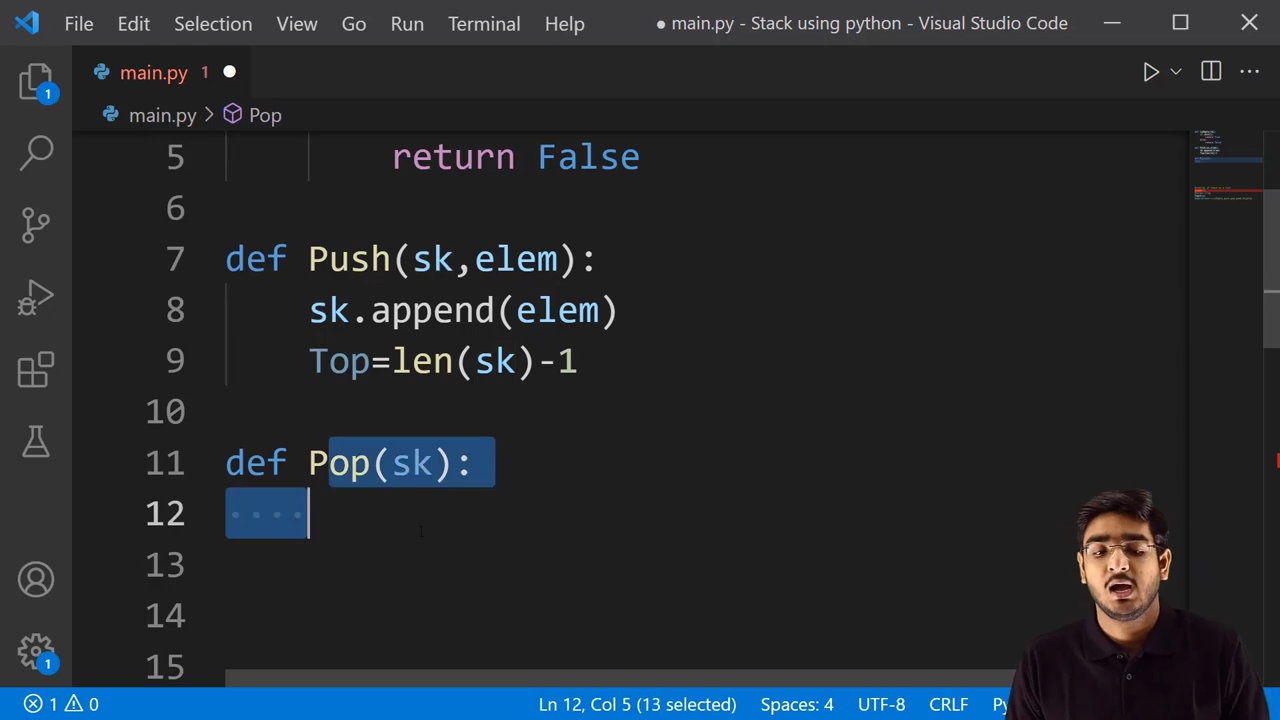 File Edit Selection View Go Run Terminal Help ● main.py - Stack using python - Visual Studio Code
main.py 1
main.py > Pop
5 return False
6
7 def Push(sk,elem):
8 sk.append(elem)
9 Top=len(sk)-1
10
11 def Pop(sk):
12
13
14
15
1
1
1 0 Ln 12, Col 5 (13 selected) Spaces: 4 UTF-8 CRLF